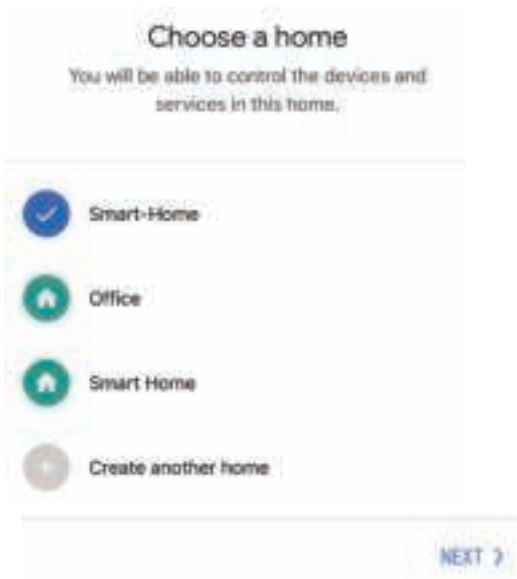 Choose a home
You will be able to control the devices and
services in this home.
Smart-Home
Office
Smart Home
Create another home
NEXT >